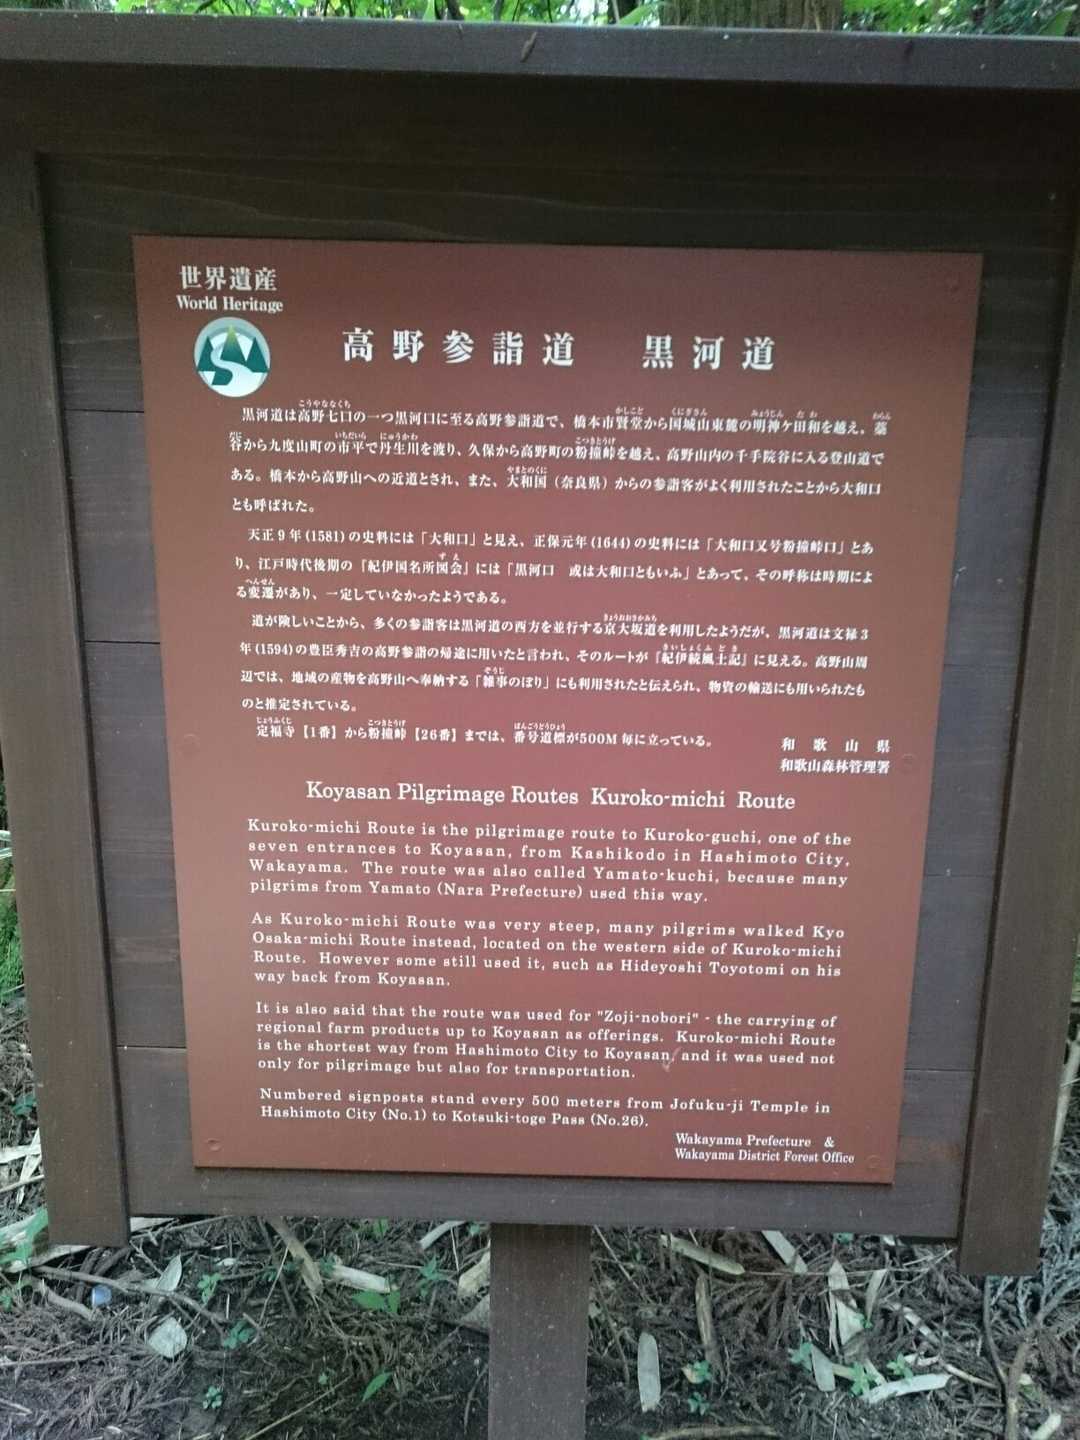 世界遺産
World Heritage
高野参詣道　黒河道
黒河道は高野七口の一つ黒河口に至る高野参詣道で、橋本市賢堂から国城山東麓の明神ケ田和を越え、藁
谷から九度山町の市平で丹生川を渡り、久保から高野町の粉撞峠を越え、高野山内の千手院谷に入る登山道で
ある。橋本から高野山への近道とされ、また、大和国（奈良県）からの参詣客がよく利用されたことから大和口
とも呼ばれた。
天正９年(1581)の史料には「大和口」と見え、正保元年(1644)の史料には「大和口又号粉撞峠口」とあ
り、江戸時代後期の『紀伊国名所図会』には「黒河口　或は大和口ともいふ」とあって、その呼称は時期によ
る変遷があり、一定していなかったようである。
道が険しいことから、多くの参詣客は黒河道の西方を並行する京大坂道を利用したようだが、黒河道は文禄３
年(1594)の豊臣秀吉の高野参詣の帰途に用いたと言われ、そのルートが『紀伊続風土記』に見える。高野山周
辺では、地域の産物を高野山へ奉納する「雑事のぼり」にも利用されたと伝えられ、物資の輸送にも用いられたも
のと推定されている。
定福寺【1番】から粉撞峠【26番】までは、番号道標が500M毎に立っている。
和歌山県
和歌山森林管理署
Koyasan Pilgrimage Routes Kuroko-michi Route
Kuroko-michi Route is the pilgrimage route to Kuroko-guchi, one of the
seven entrances to Koyasan, from Kashikodo in Hashimoto City,
Wakayama. The route was also called Yamato-kuchi, because many
pilgrims from Yamato (Nara Prefecture) used this way.
As Kuroko-michi Route was very steep, many pilgrims walked Kyo
Osaka-michi Route instead, located on the western side of Kuroko-michi
Route. However some still used it, such as Hideyoshi Toyotomi on his
way back from Koyasan.
It is also said that the route was used for "Zoji-nobori" - the carrying of
regional farm products up to Koyasan as offerings. Kuroko-michi Route
is the shortest way from Hashimoto City to Koyasan, and it was used not
only for pilgrimage but also for transportation.
Numbered signposts stand every 500 meters from Jofuku-ji Temple in
Hashimoto City (No.1) to Kotsuki-toge Pass (No.26).
Wakayama Prefecture &
Wakayama District Forest Office